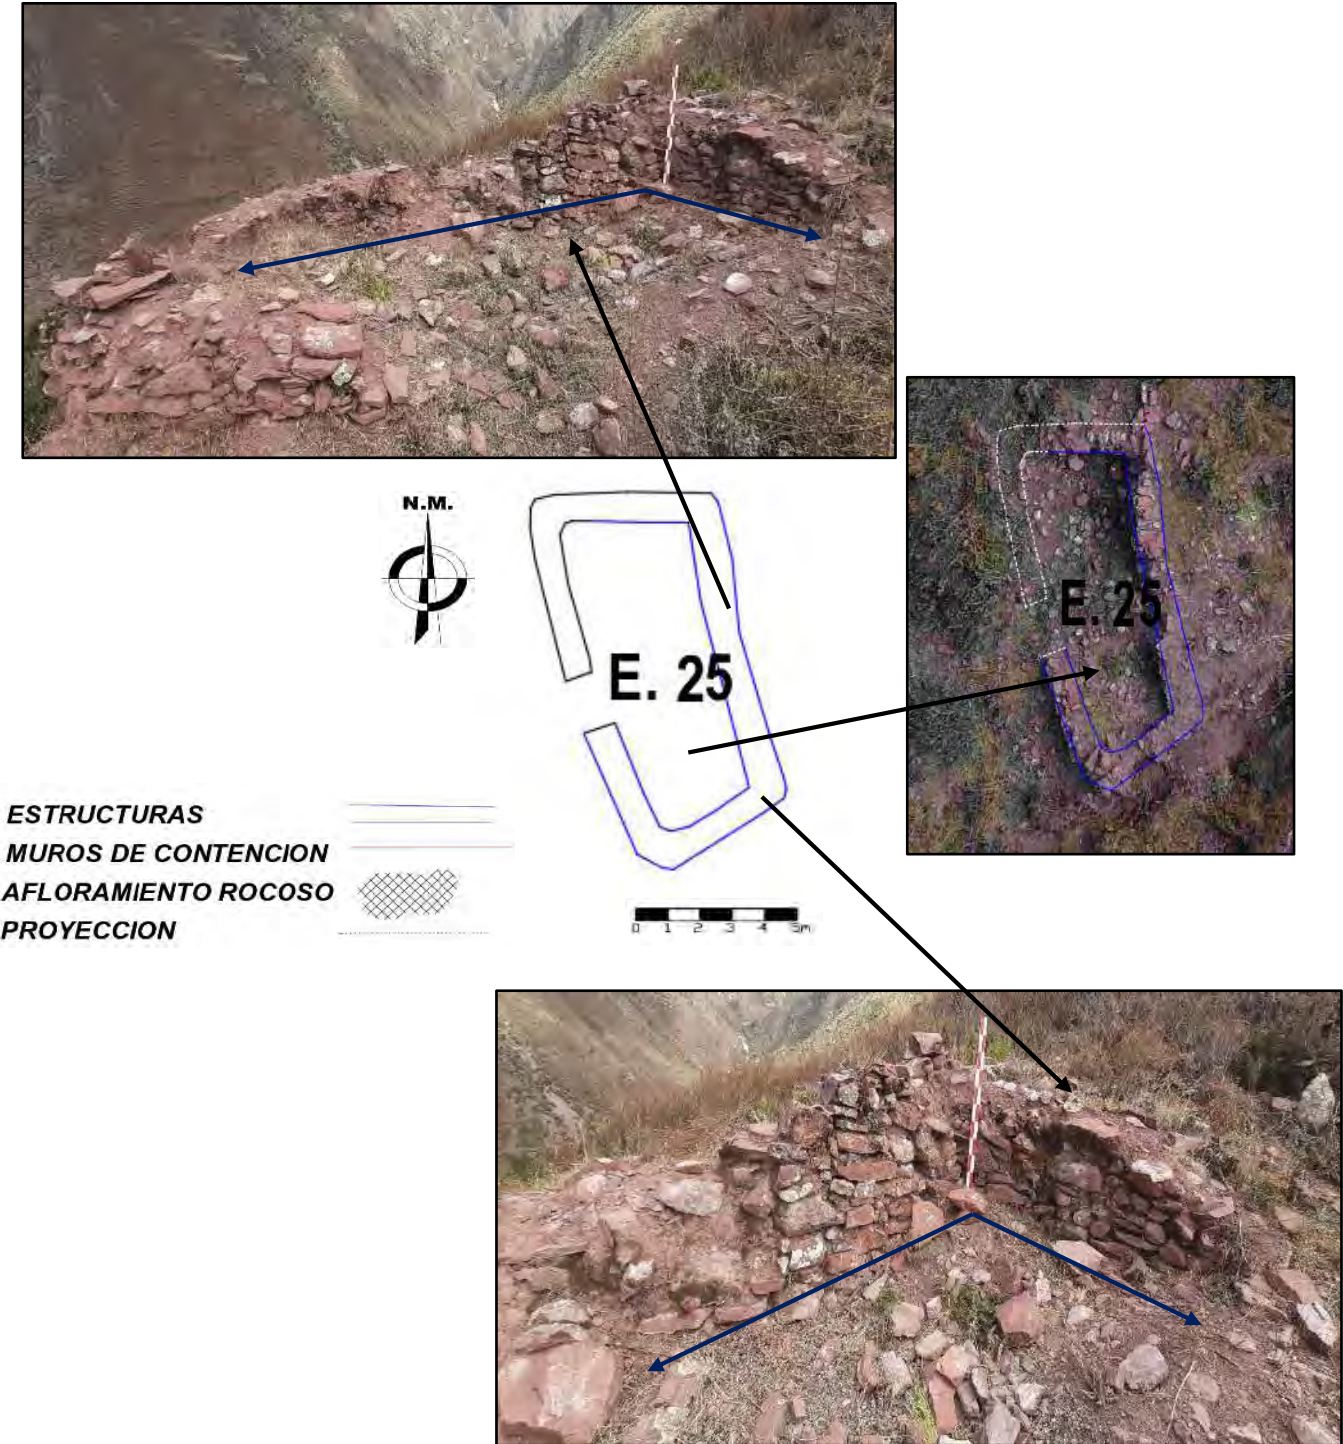 N.M.
E. 25
E. 25
ESTRUCTURAS
MUROS DE CONTENCION
AFLORAMIENTO ROCOSO
PROYECCION
0 1 2 3 4 5m